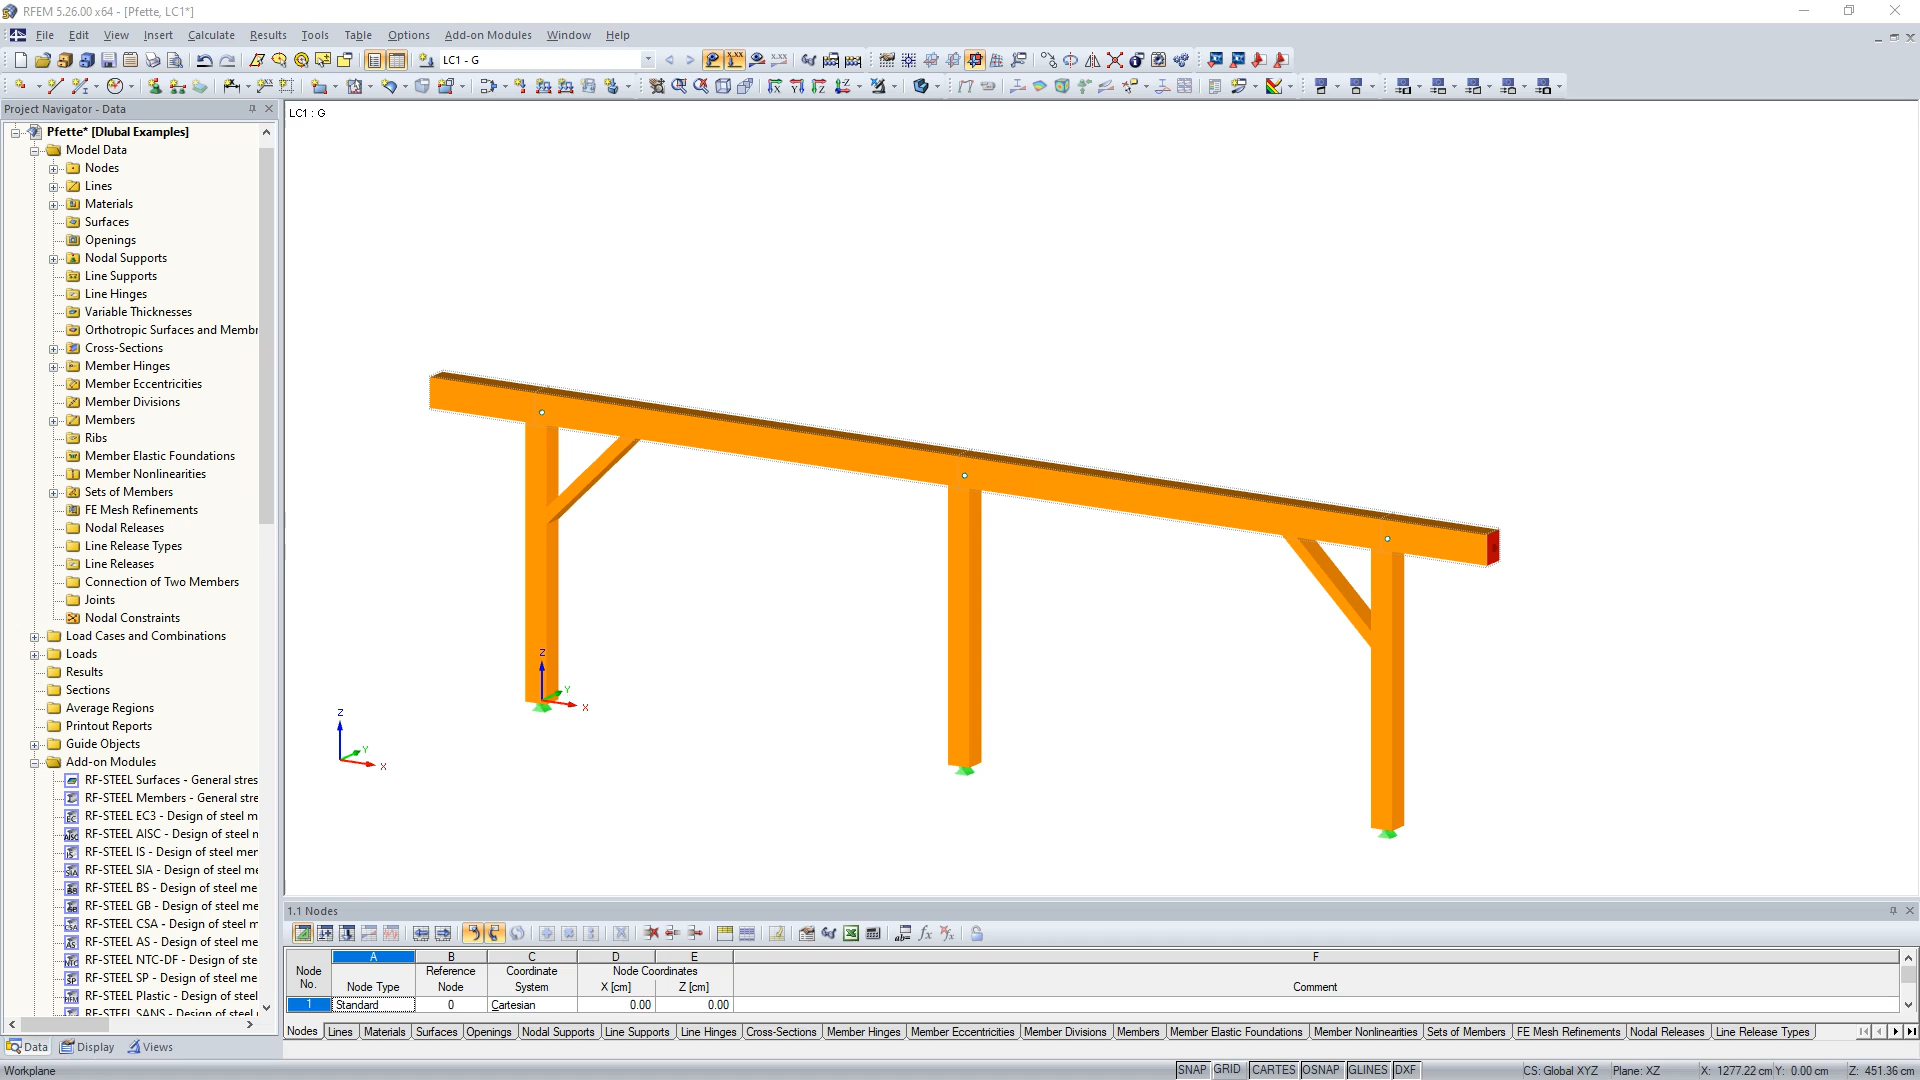 RFEM 5.26.00 x64 - [Pfette, LC1*]
File Edit View Insert Calculate Results Tools Table Options Add-on Modules Window Help
LC1 - G
Project Navigator - Data
Pfette* [Dlubal Examples]
Model Data
Nodes
Lines
Materials
Surfaces
Openings
Nodal Supports
Line Supports
Line Hinges
Variable Thicknesses
Orthotropic Surfaces and Membr
Cross-Sections
Member Hinges
Member Eccentricities
Member Divisions
Members
Ribs
Member Elastic Foundations
Member Nonlinearities
Sets of Members
FE Mesh Refinements
Nodal Releases
Line Release Types
Line Releases
Connection of Two Members
Joints
Nodal Constraints
Load Cases and Combinations
Loads
Results
Sections
Average Regions
Printout Reports
Guide Objects
Add-on Modules
RF-STEEL Surfaces - General stres
RF-STEEL Members - General stre
RF-STEEL EC3 - Design of steel m
RF-STEEL AISC - Design of steel n
RF-STEEL IS - Design of steel mer
RF-STEEL SIA - Design of steel m
RF-STEEL BS - Design of steel me
RF-STEEL GB - Design of steel me
RF-STEEL CSA - Design of steel m
RF-STEEL AS - Design of steel me
RF-STEEL NTC-DF - Design of ste
RF-STEEL SP - Design of steel me
RF-STEEL Plastic - Design of steel
RF-STEEL SANS - Design of steel
Data Display Views
LC1 : G
Z
Y
X
Z
Y
X
1.1 Nodes
A B C D E F
Node Reference Coordinate Node Coordinates
No. Node Type Node System X [cm] Z [cm] Comment
1 Standard 0 Cartesian 0.00 0.00
Nodes Lines Materials Surfaces Openings Nodal Supports Line Supports Line Hinges Cross-Sections Member Hinges Member Eccentricities Member Divisions Members Member Elastic Foundations Member Nonlinearities Sets of Members FE Mesh Refinements Nodal Releases Line Release Types
Workplane SNAP GRID CARTES OSNAP GLINES DXF CS: Global XYZ Plane: XZ X: 1277.22 cm Y: 0.00 cm Z: 451.36 cm